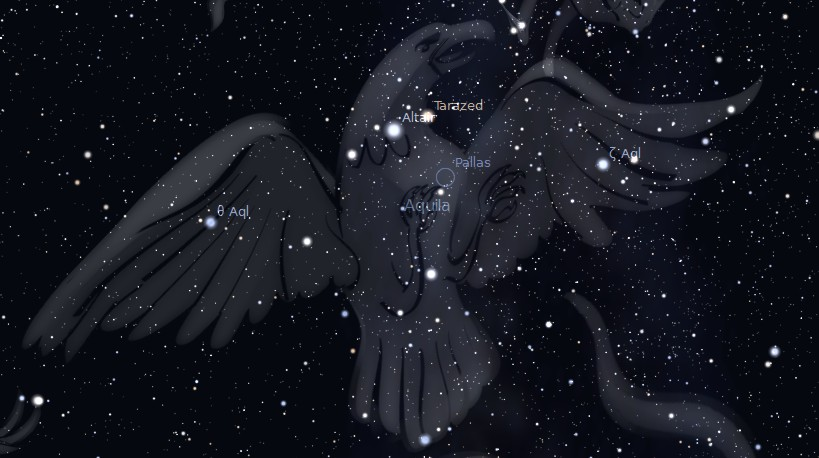 Tarazed
Altair
ζ Aql
Pallas
Aquila
θ Aql